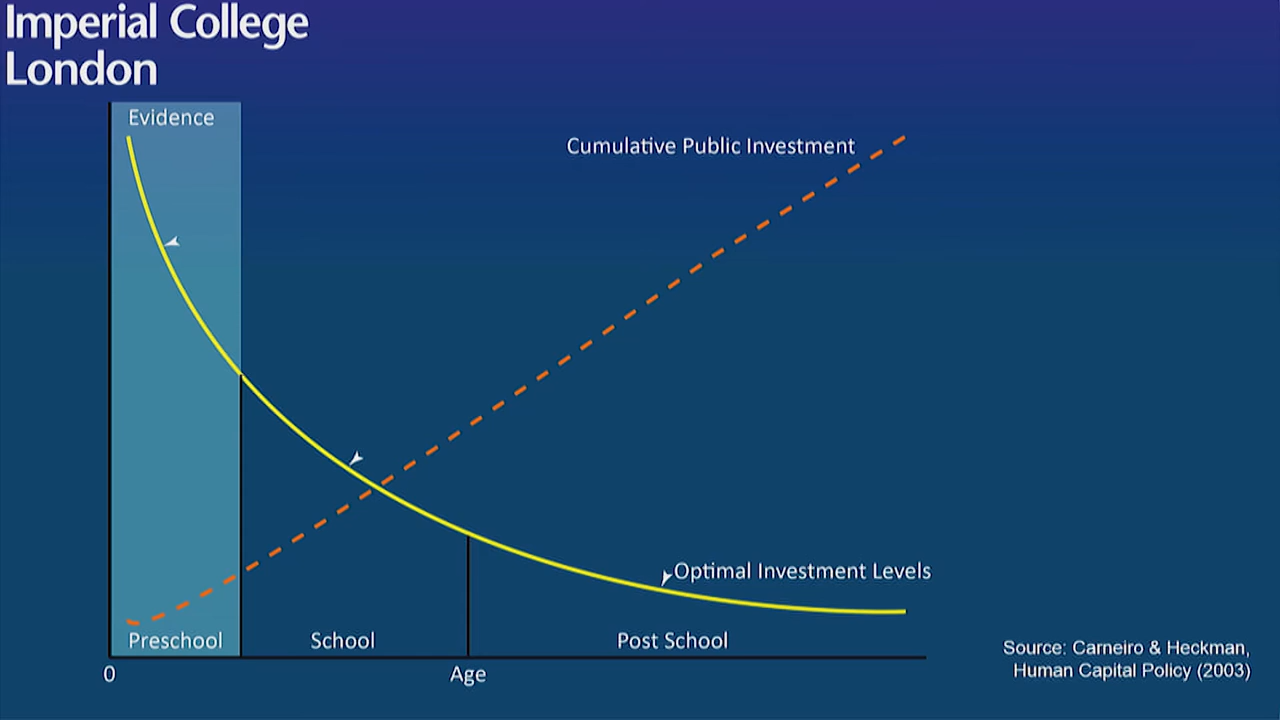 Imperial College
London
Evidence
Cumulative Public Investment
Optimal Investment Levels
Preschool
School
Post School
0
Age
Source: Carneiro & Heckman,
Human Capital Policy (2003)